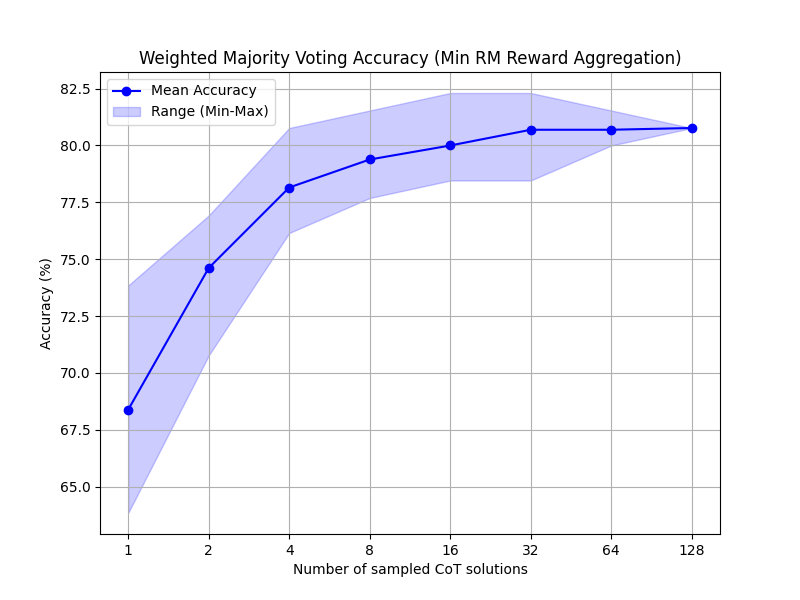 Weighted Majority Voting Accuracy (Min RM Reward Aggregation)
Mean Accuracy
Range (Min-Max)
82.5
80.0
77.5
75.0
72.5
70.0
67.5
65.0
Accuracy (%)
1 2 4 8 16 32 64 128
Number of sampled CoT solutions